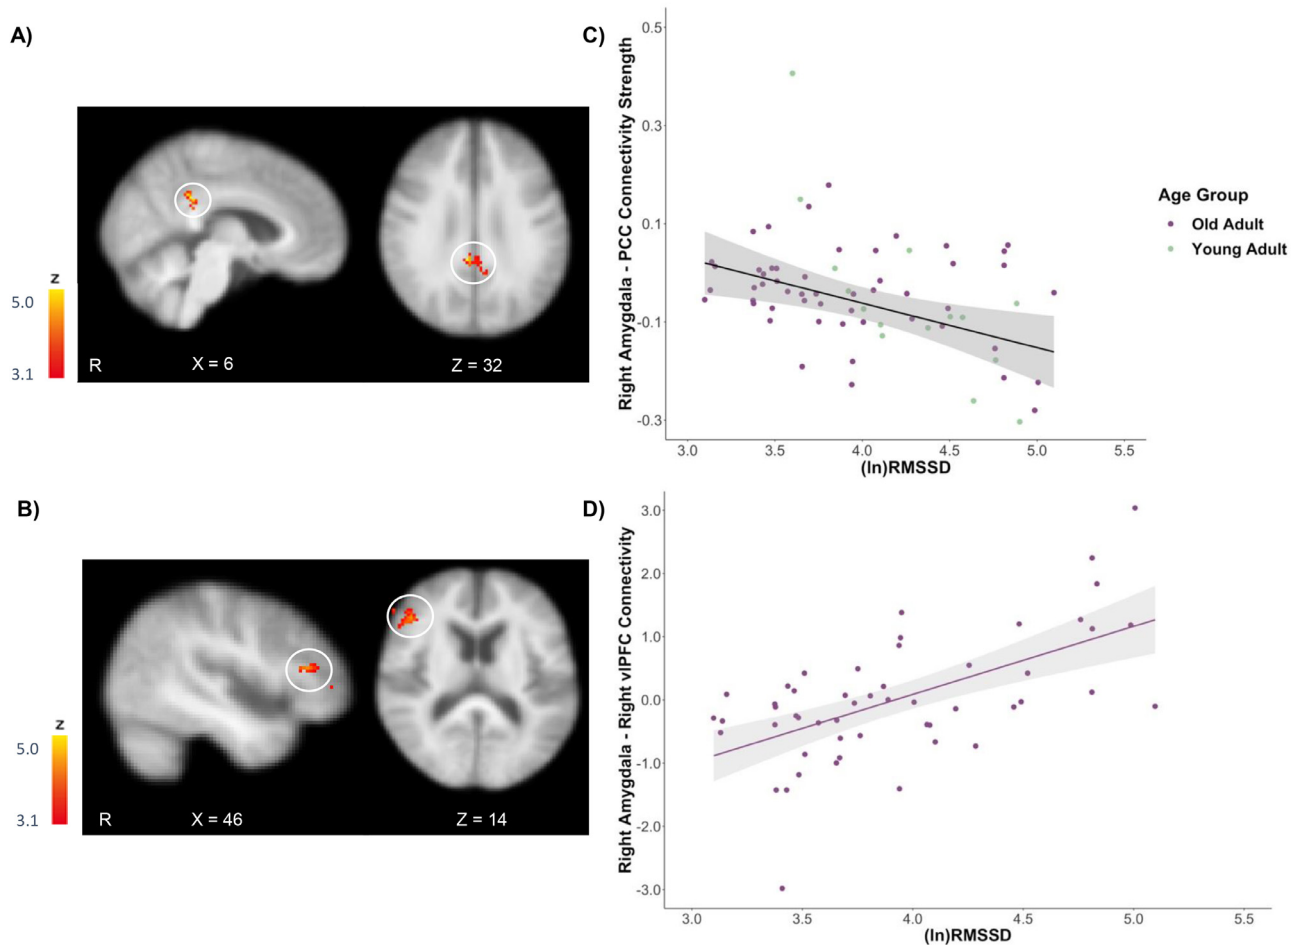 A)
z
5.0
3.1
R
X = 6
Z = 32
C)
Right Amygdala - PCC Connectivity Strength
0.5
0.3
0.1
-0.1
-0.3
3.0
3.5
4.0
4.5
5.0
5.5
(ln)RMSSD
Age Group
Old Adult
Young Adult
B)
z
5.0
3.1
R
X = 46
Z = 14
D)
Right Amygdala - Right vlPFC Connectivity
3.0
2.0
1.0
0.0
-1.0
-2.0
-3.0
3.0
3.5
4.0
4.5
5.0
5.5
(ln)RMSSD